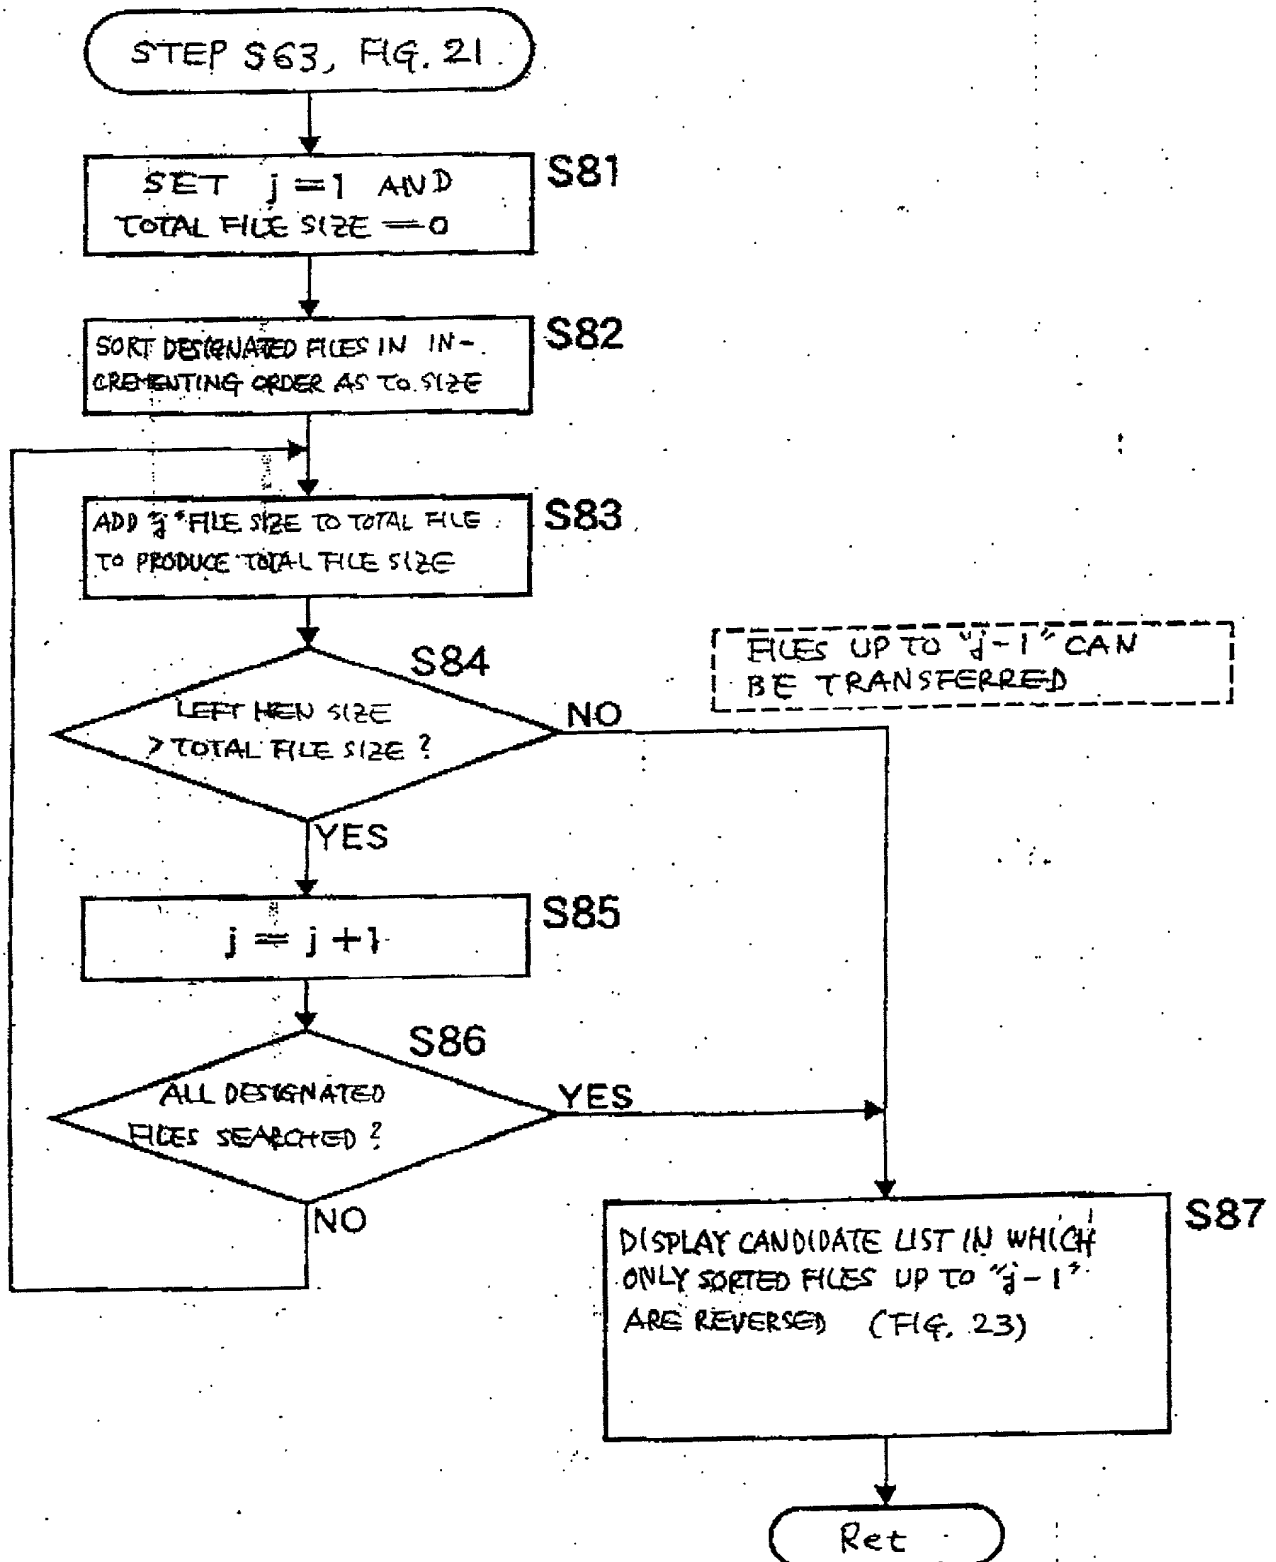 STEP S63, FIG. 21
SET j = 1 AND
TOTAL FILE SIZE = 0
S81
SORT DESIGNATED FILES IN IN-
CREMENTING ORDER AS TO SIZE
S82
ADD "j" FILE SIZE TO TOTAL FILE
TO PRODUCE TOTAL FILE SIZE
S83
FILES UP TO "j-1" CAN
BE TRANSFERRED
S84
LEFT MEM SIZE
> TOTAL FILE SIZE ?
NO
YES
j = j +1
S85
S86
ALL DESIGNATED
FILES SEARCHED ?
YES
NO
S87
DISPLAY CANDIDATE LIST IN WHICH
ONLY SORTED FILES UP TO "j-1"
ARE REVERSED (FIG. 23)
Ret